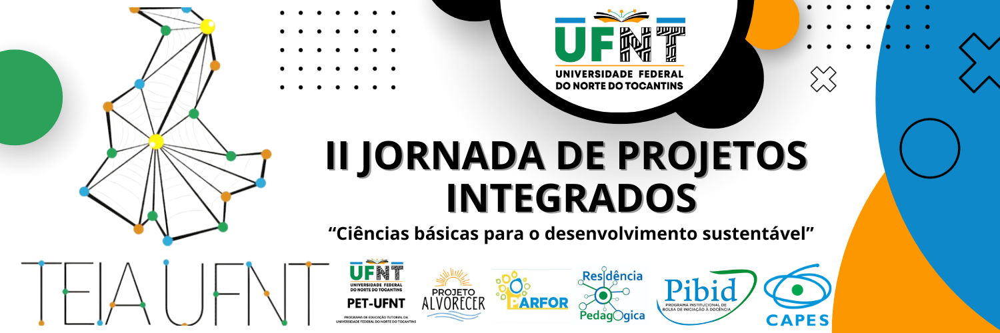 UFNT
UNIVERSIDADE FEDERAL
DO NORTE DO TOCANTINS
II JORNADA DE PROJETOS
INTEGRADOS
“Ciências básicas para o desenvolvimento sustentável”
TEIA UFNT
UFNT
UNIVERSIDADE FEDERAL
DO NORTE DO TOCANTINS
PET-UFNT
PROGRAMA DE EDUCAÇÃO TUTORIAL DA
UNIVERSIDADE FEDERAL DO NORTE DO TOCANTINS
PROJETO
ALVORECER
PARFOR
Residência
Pedagógica
Pibid
PROGRAMA INSTITUCIONAL DE
BOLSA DE INICIAÇÃO À DOCÊNCIA
CAPES